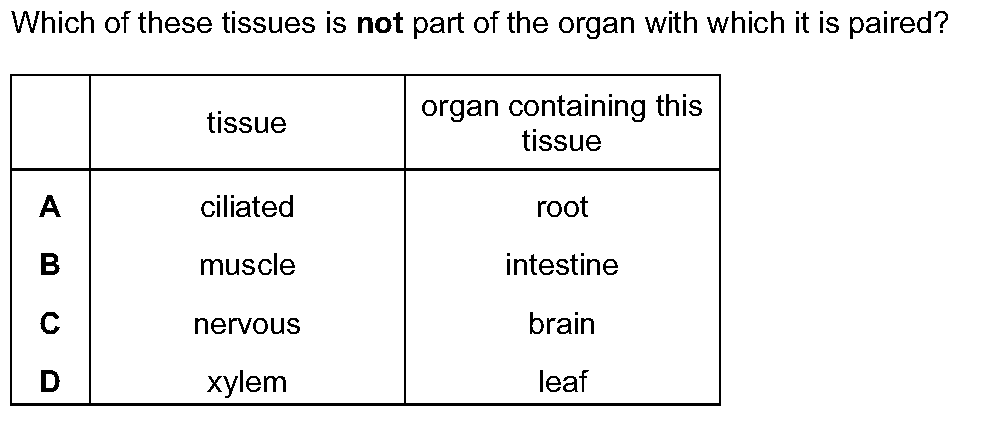 Which of these tissues is not part of the organ with which it is paired?
tissue
organ containing this
tissue
A ciliated root
B muscle intestine
C nervous brain
D xylem leaf